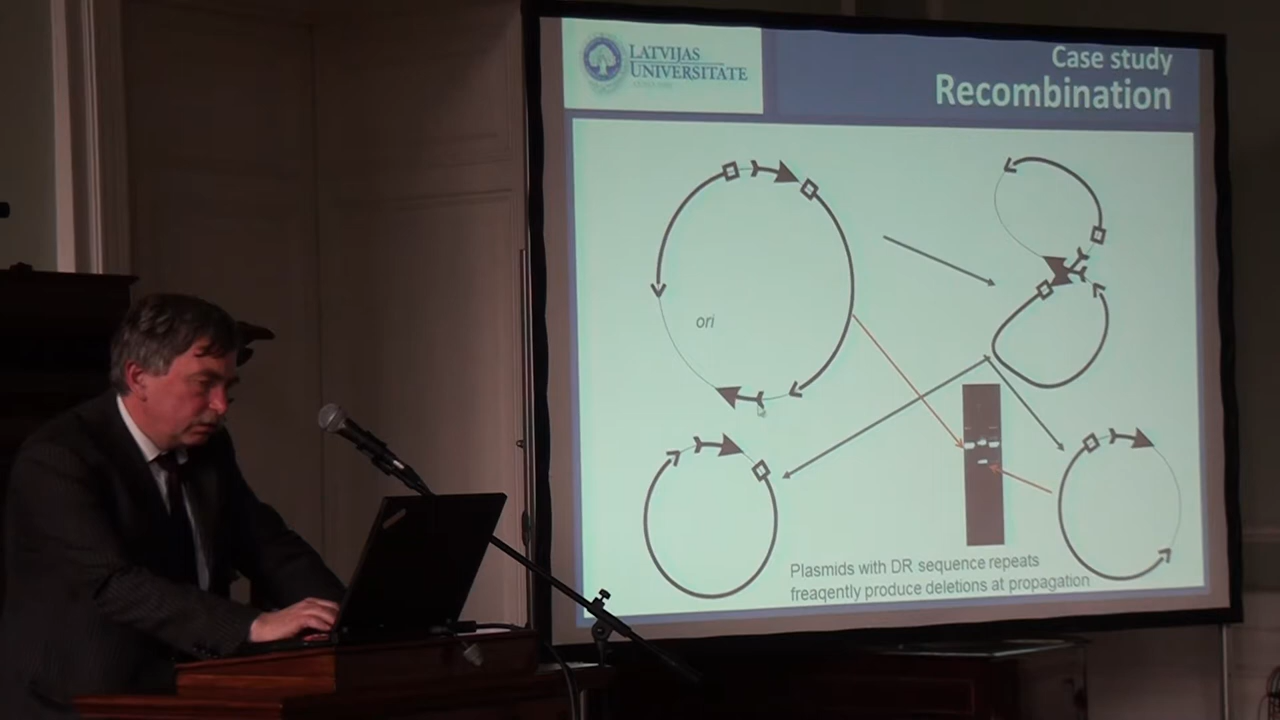 LATVIJAS
UNIVERSITATE
Case study
Recombination
ori
Plasmids with DR sequence repeats
freaqently produce deletions at propagation